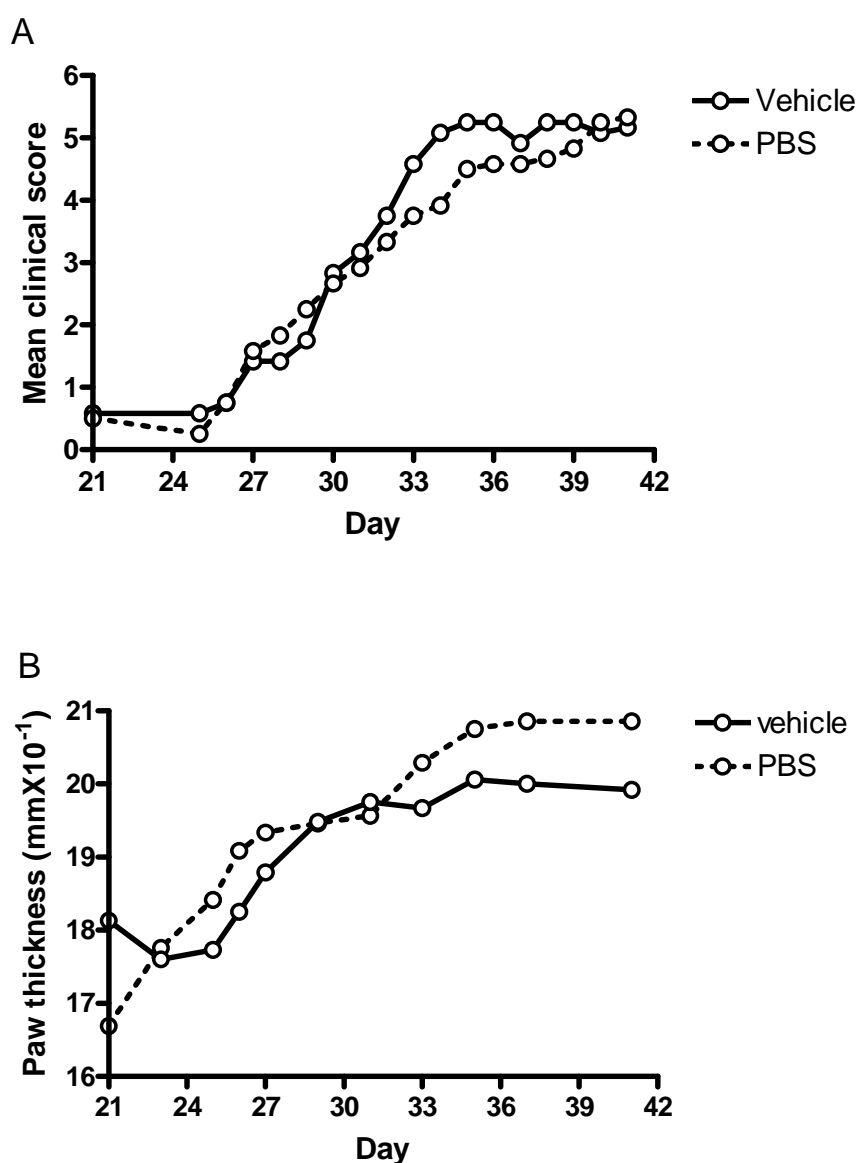 A
6
5
4
3
2
1
0
Mean clinical score
21 24 27 30 33 36 39 42
Day
Vehicle
PBS
B
21
20
19
18
17
16
Paw thickness (mmX10⁻¹)
21 24 27 30 33 36 39 42
Day
vehicle
PBS